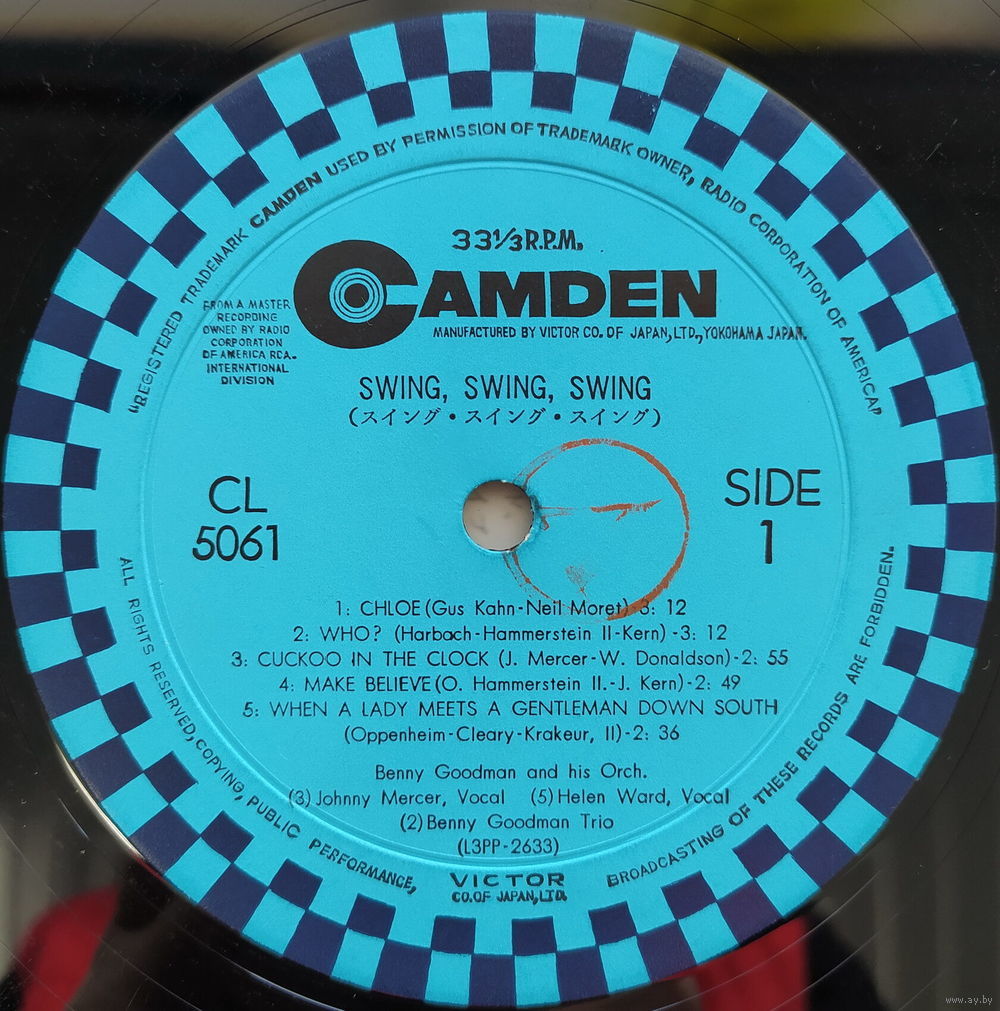 "REGISTERED TRADEMARK CAMDEN USED BY PERMISSION OF TRADEMARK OWNER, RADIO CORPORATION OF AMERICA"
33 1/3 R.P.M.
CAMDEN
MANUFACTURED BY VICTOR CO. OF JAPAN, LTD., YOKOHAMA JAPAN.
FROM A MASTER
RECORDING
OWNED BY RADIO
CORPORATION
OF AMERICA RCA.
INTERNATIONAL
DIVISION
SWING, SWING, SWING
(スイング・スイング・スイング)
CL
5061
SIDE
1
1: CHLOE (Gus Kahn-Neil Moret)-3: 12
2: WHO? (Harbach-Hammerstein II-Kern) -3: 12
3: CUCKOO IN THE CLOCK (J. Mercer-W. Donaldson)-2: 55
4: MAKE BELIEVE (O. Hammerstein II.-J. Kern)-2: 49
5: WHEN A LADY MEETS A GENTLEMAN DOWN SOUTH
(Oppenheim-Cleary-Krakeur, II)-2: 36
Benny Goodman and his Orch.
(3) Johnny Mercer, Vocal (5) Helen Ward, Vocal
(2) Benny Goodman Trio
(L3PP-2633)
ALL RIGHTS RESERVED, COPYING, PUBLIC PERFORMANCE,
VICTOR
CO. OF JAPAN, LTD.
BROADCASTING OF THESE RECORDS ARE FORBIDDEN.
www.ay.by